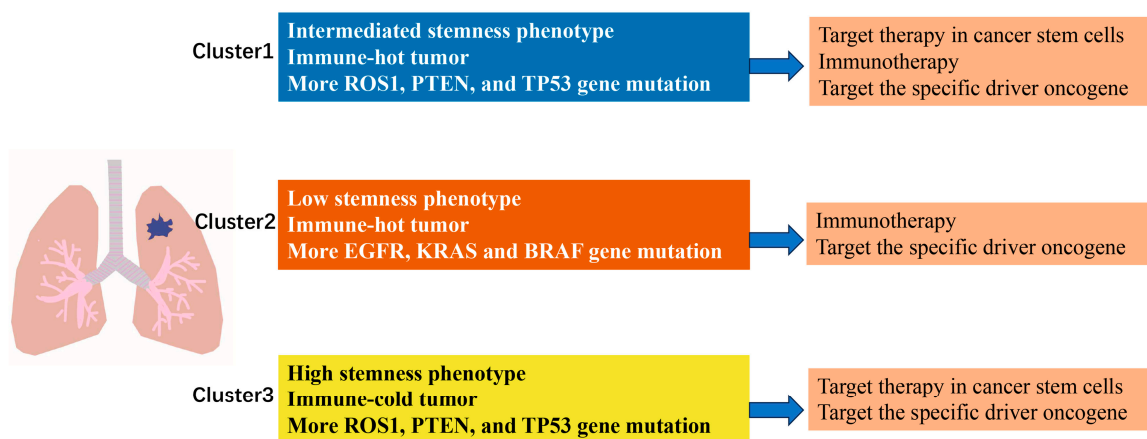 Cluster1
Intermediated stemness phenotype
Immune-hot tumor
More ROS1, PTEN, and TP53 gene mutation
Target therapy in cancer stem cells
Immunotherapy
Target the specific driver oncogene
Cluster2
Low stemness phenotype
Immune-hot tumor
More EGFR, KRAS and BRAF gene mutation
Immunotherapy
Target the specific driver oncogene
Cluster3
High stemness phenotype
Immune-cold tumor
More ROS1, PTEN, and TP53 gene mutation
Target therapy in cancer stem cells
Target the specific driver oncogene